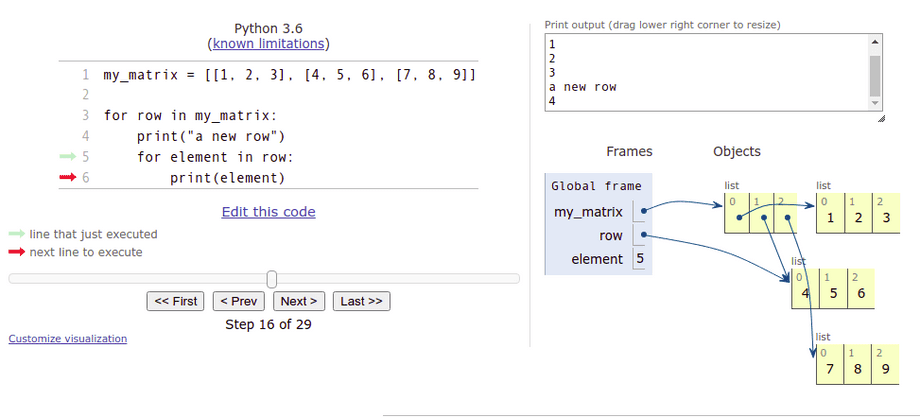 Python 3.6
(known limitations)
1 my_matrix = [[1, 2, 3], [4, 5, 6], [7, 8, 9]]
2
3 for row in my_matrix:
4 print("a new row")
5 for element in row:
6 print(element)
Edit this code
line that just executed
next line to execute
<< First < Prev Next > Last >>
Step 16 of 29
Customize visualization
Print output (drag lower right corner to resize)
1
2
3
a new row
4
Frames Objects
Global frame
my_matrix
row
element 5
list
0 1 2
list
0 1 2
1 2 3
list
0 1 2
4 5 6
list
0 1 2
7 8 9